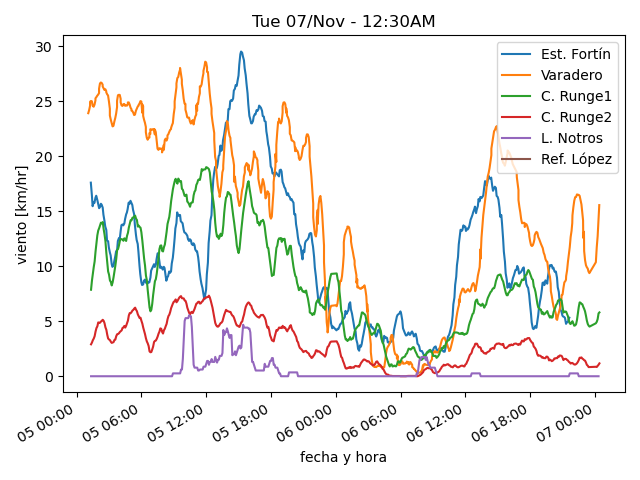 Tue 07/Nov - 12:30AM
viento [km/hr]
30
25
20
15
10
5
0
Est. Fortín
Varadero
C. Runge1
C. Runge2
L. Notros
Ref. López
05 00:00
05 06:00
05 12:00
05 18:00
06 00:00
06 06:00
06 12:00
06 18:00
07 00:00
fecha y hora